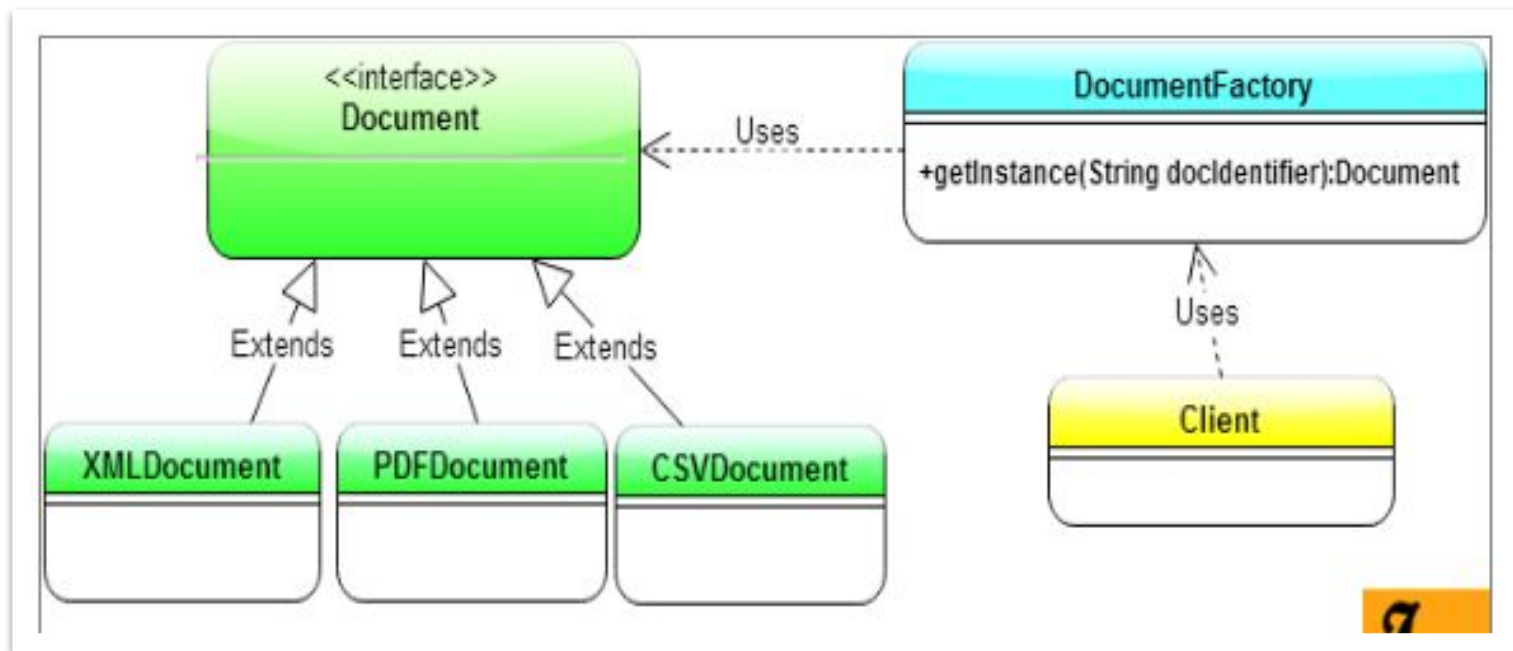 <<interface>>
Document
DocumentFactory
Uses
+getInstance(String docIdentifier):Document
Uses
Extends
Extends
Extends
Client
XMLDocument
PDFDocument
CSVDocument